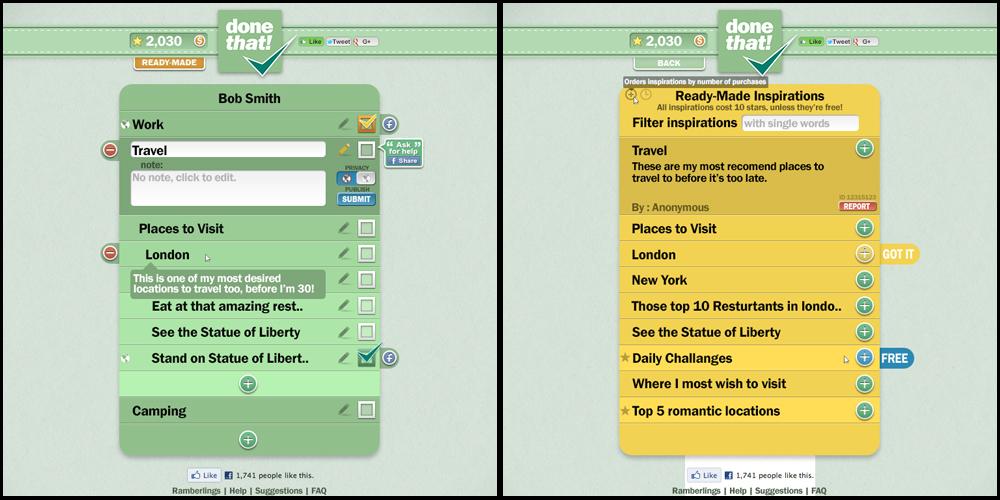 2,030
READY-MADE
done
that!
Like
Tweet
G+
Bob Smith
Work
Travel
note:
No note, click to edit.
Ask
for help
Share
PRIVACY
PUBLISH
SUBMIT
Places to Visit
London
This is one of my most desired
locations to travel too, before I'm 30!
Eat at that amazing rest..
See the Statue of Liberty
Stand on Statue of Libert..
Camping
Like
1,741 people like this.
Ramberlings | Help | Suggestions | FAQ
2,030
BACK
done
that!
Like
Tweet
G+
Orders inspirations by number of purchases
Ready-Made Inspirations
All inspirations cost 10 stars, unless they're free!
Filter inspirations with single words
Travel
These are my most recomend places to
travel to before it's too late.
ID 12315123
By : Anonymous REPORT
Places to Visit
London GOT IT
New York
Those top 10 Resturtants in londo..
See the Statue of Liberty
Daily Challanges FREE
Where I most wish to visit
Top 5 romantic locations
Like
1,741 people like this.
Ramberlings | Help | Suggestions | FAQ